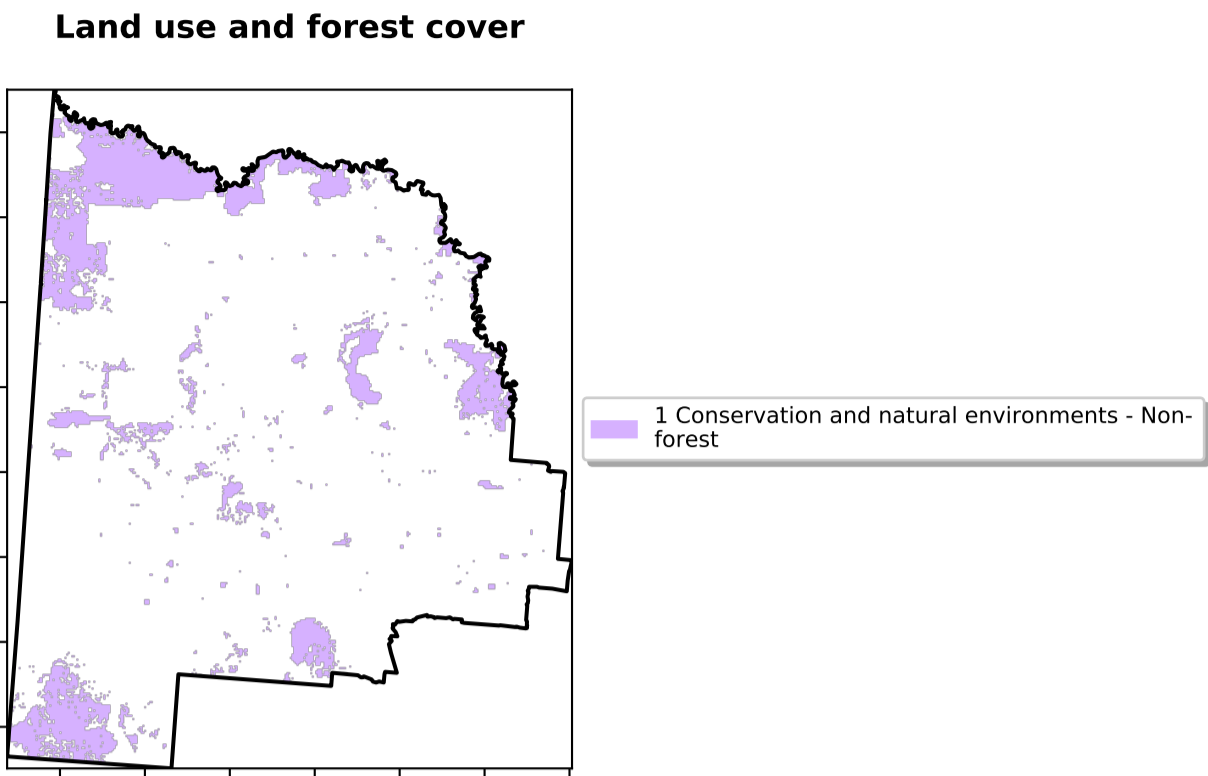 Land use and forest cover
1 Conservation and natural environments - Non-
forest